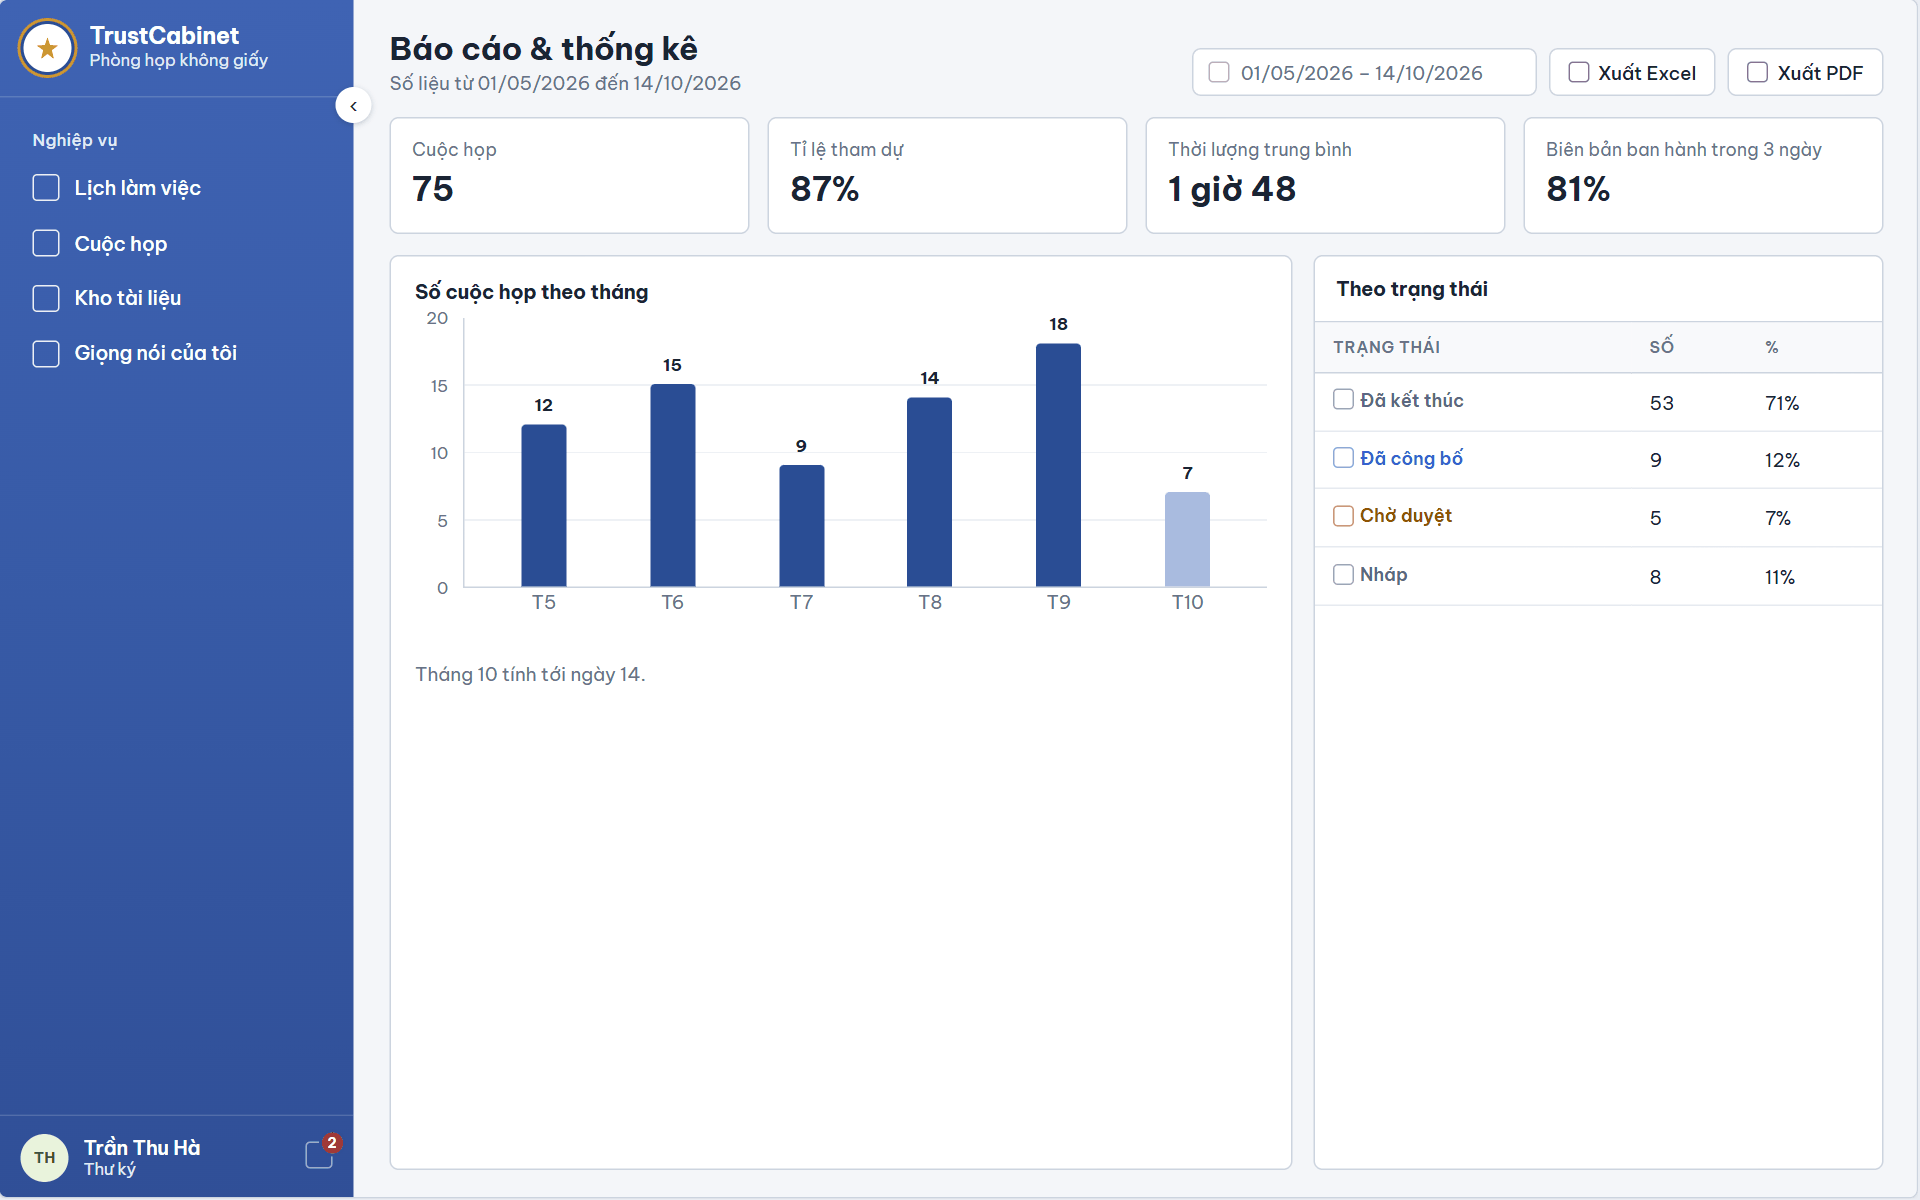 TrustCabinet
Phòng họp không giấy
Nghiệp vụ
Lịch làm việc
Cuộc họp
Kho tài liệu
Giọng nói của tôi
TH
Trần Thu Hà
Thư ký
2
Báo cáo & thống kê
Số liệu từ 01/05/2026 đến 14/10/2026
01/05/2026 – 14/10/2026
Xuất Excel
Xuất PDF
Cuộc họp
75
Tỉ lệ tham dự
87%
Thời lượng trung bình
1 giờ 48
Biên bản ban hành trong 3 ngày
81%
Số cuộc họp theo tháng
20
15
10
5
0
12
15
9
14
18
7
T5
T6
T7
T8
T9
T10
Tháng 10 tính tới ngày 14.
Theo trạng thái
TRẠNG THÁI SỐ %
Đã kết thúc 53 71%
Đã công bố 9 12%
Chờ duyệt 5 7%
Nháp 8 11%